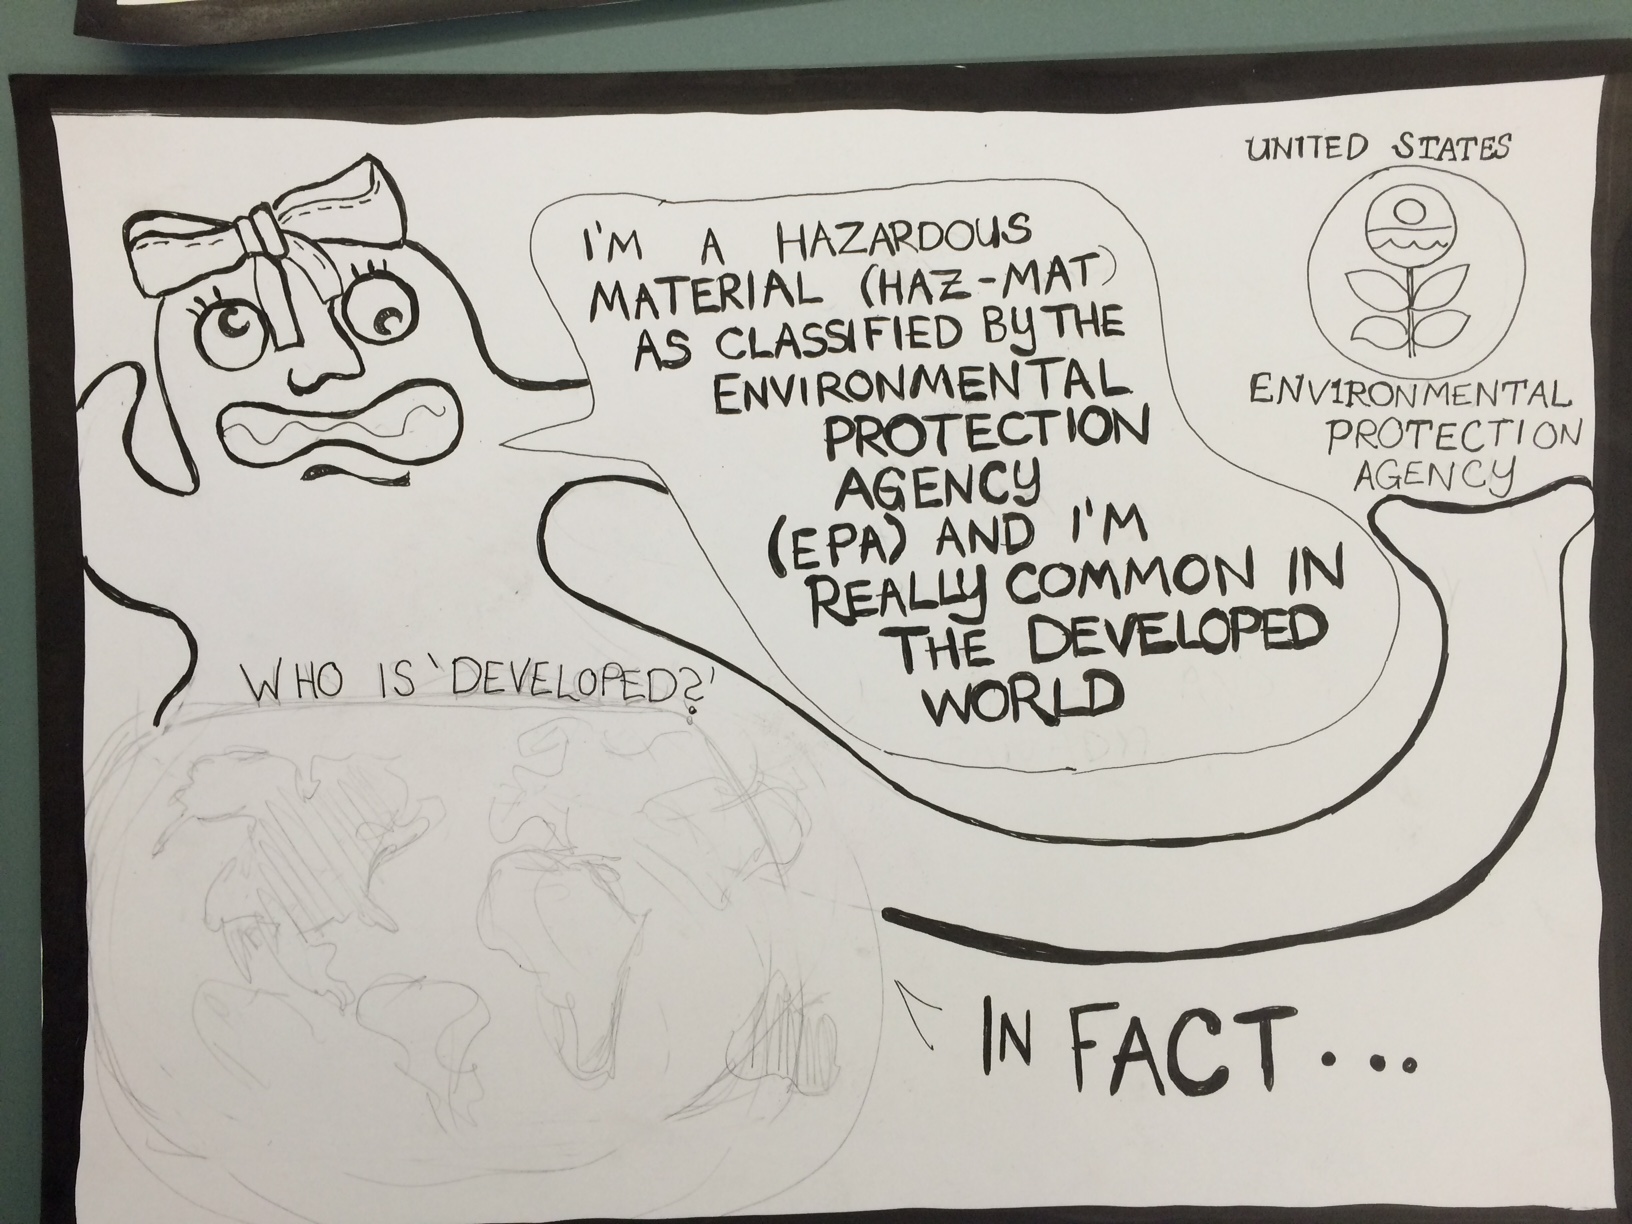 I'M A HAZARDOUS
MATERIAL (HAZ-MAT)
AS CLASSIFIED BY THE
ENVIRONMENTAL
PROTECTION
AGENCY
(EPA) AND I'M
REALLY COMMON IN
THE DEVELOPED
WORLD
UNITED STATES
ENVIRONMENTAL
PROTECTION
AGENCY
WHO IS 'DEVELOPED?'
IN FACT...